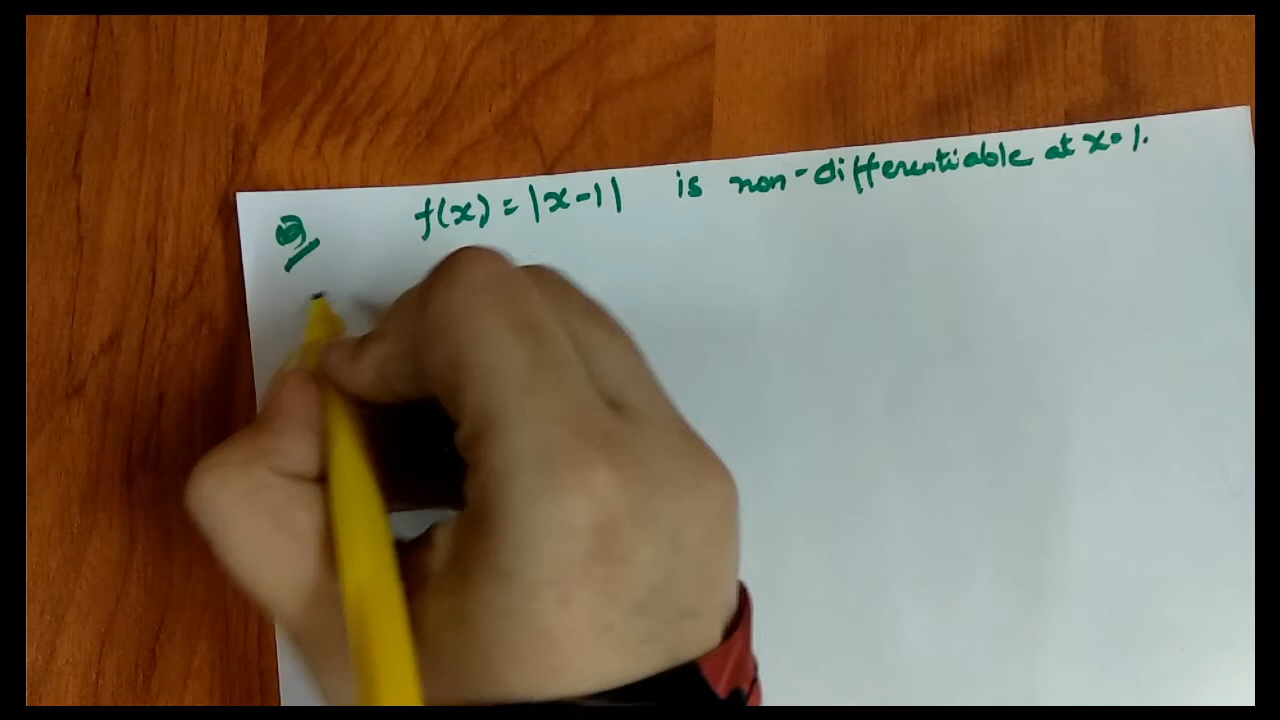 Q f(x) = |x-1| is non-differentiable at x=1.